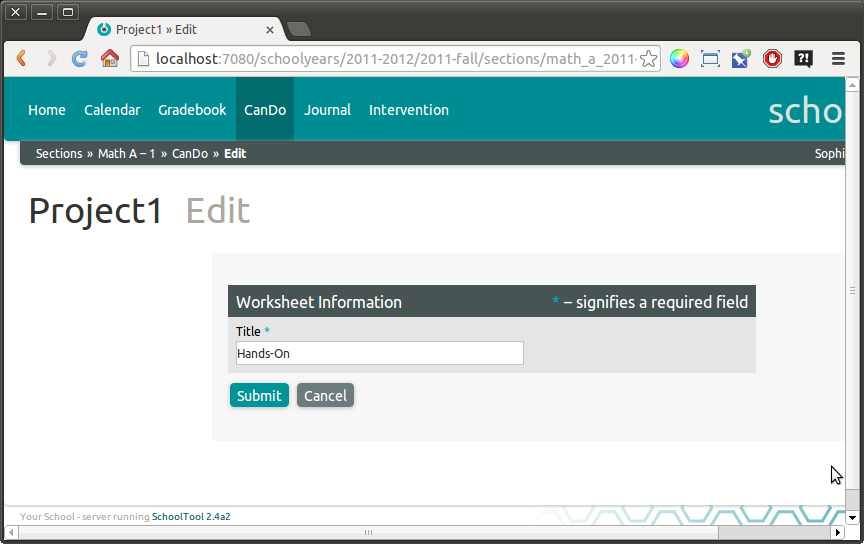 Project1 » Edit
localhost:7080/schoolyears/2011-2012/2011-fall/sections/math_a_2011-
Home Calendar Gradebook CanDo Journal Intervention scho
Sections » Math A – 1 » CanDo » Edit Sophi
Project1 Edit
Worksheet Information * – signifies a required field
Title *
Hands-On
Submit Cancel
Your School - server running SchoolTool 2.4a2